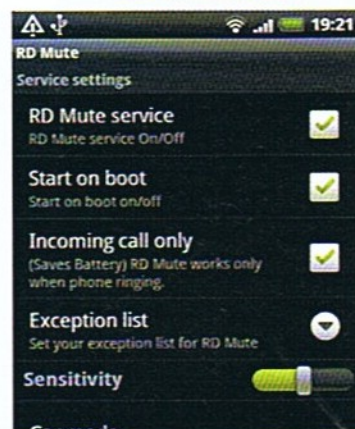 19:21
RD Mute
Service settings
RD Mute service
RD Mute service On/Off
Start on boot
Start on boot on/off
Incoming call only
(Saves Battery) RD Mute works only
when phone ringing.
Exception list
Set your exception list for RD Mute
Sensitivity